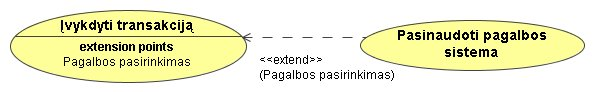 Įvykdyti transakciją
extension points
Pagalbos pasirinkimas
<<extend>>
(Pagalbos pasirinkimas)
Pasinaudoti pagalbos
sistema